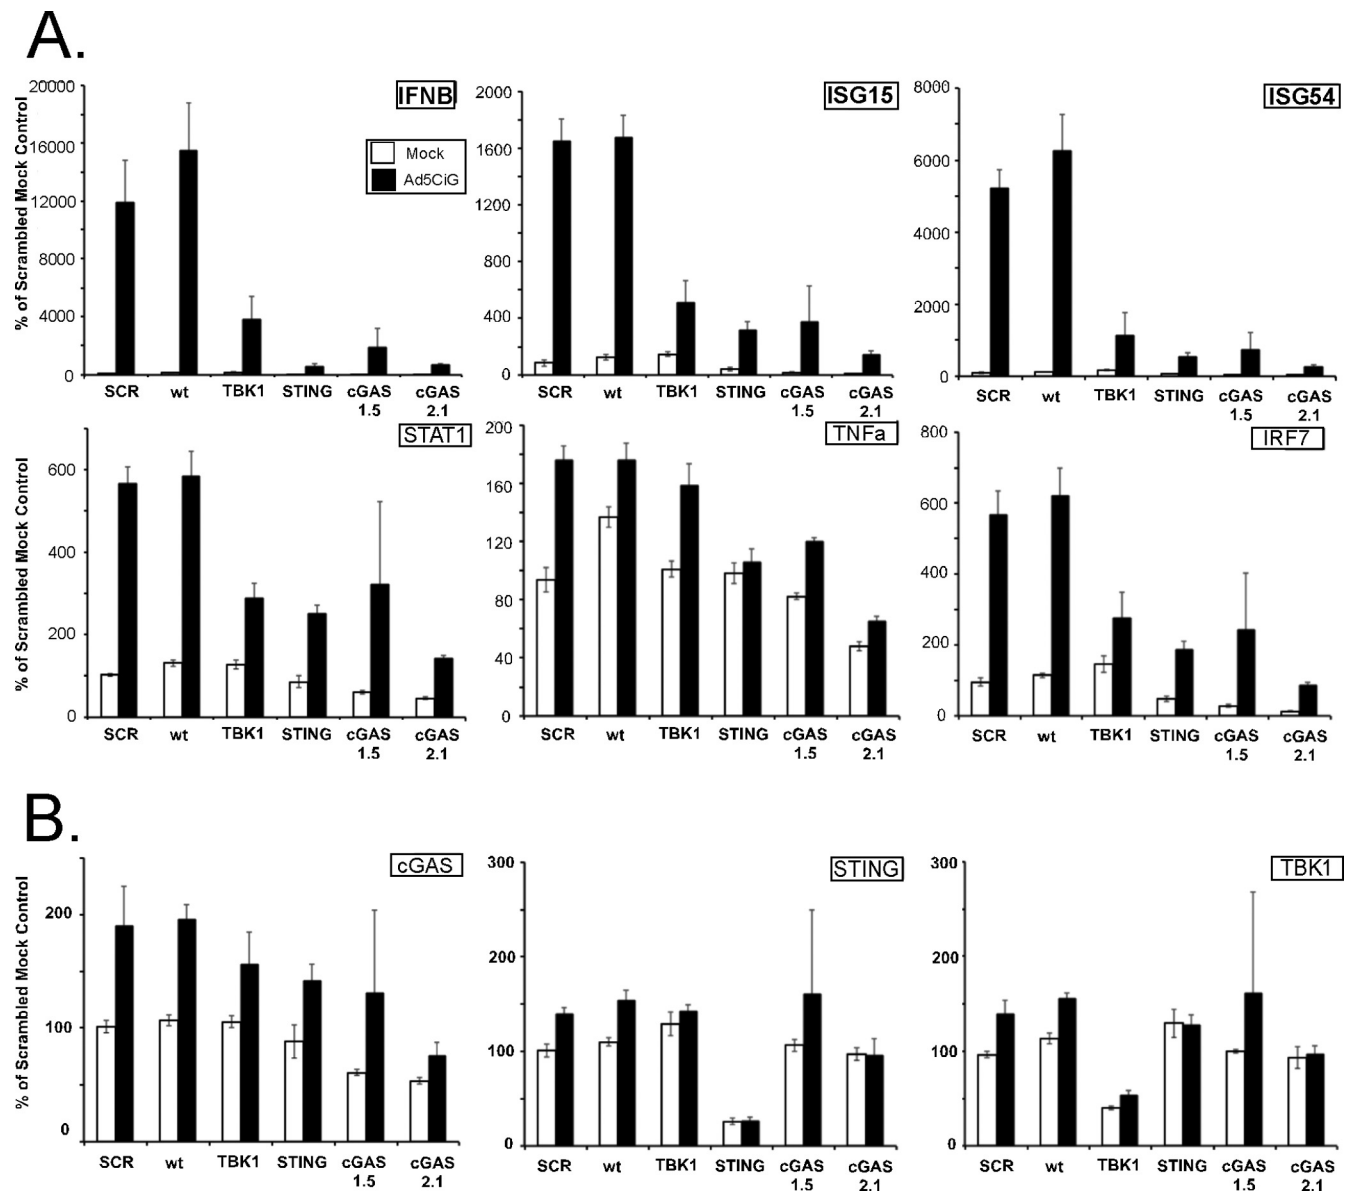 A.
% of Scrambled Mock Control
20000
16000
12000
8000
4000
0
IFNB
Mock
Ad5CiG
SCR wt TBK1 STING cGAS cGAS
1.5 2.1
2000
1600
1200
800
400
0
ISG15
SCR wt TBK1 STING cGAS cGAS
1.5 2.1
8000
6000
4000
2000
0
ISG54
SCR wt TBK1 STING cGAS cGAS
1.5 2.1
% of Scrambled Mock Control
600
400
200
0
STAT1
SCR wt TBK1 STING cGAS cGAS
1.5 2.1
200
160
120
80
40
0
TNFa
SCR wt TBK1 STING cGAS cGAS
1.5 2.1
800
600
400
200
0
IRF7
SCR wt TBK1 STING cGAS cGAS
1.5 2.1
B.
% of Scrambled Mock Control
200
100
0
cGAS
SCR wt TBK1 STING cGAS cGAS
1.5 2.1
300
200
100
0
STING
SCR wt TBK1 STING cGAS cGAS
1.5 2.1
300
200
100
0
TBK1
SCR wt TBK1 STING cGAS cGAS
1.5 2.1